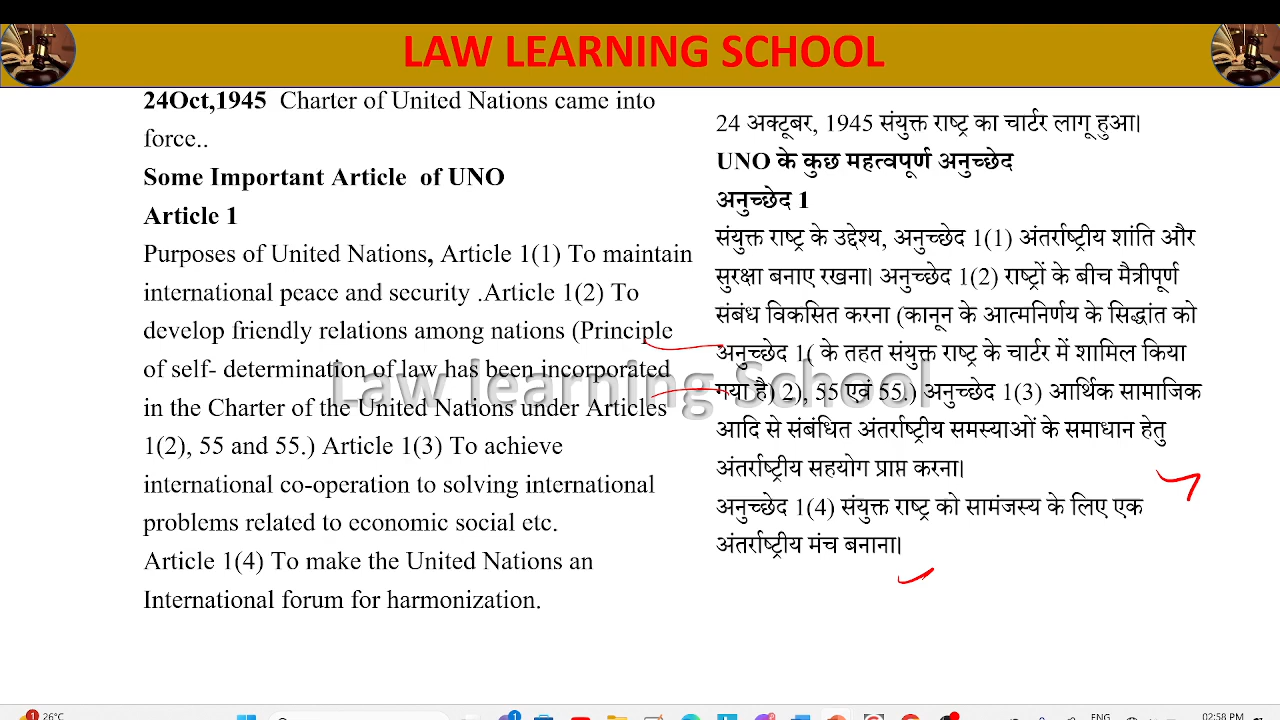 LAW LEARNING SCHOOL
24Oct,1945 Charter of United Nations came into
force..
Some Important Article of UNO
Article 1
Purposes of United Nations, Article 1(1) To maintain
international peace and security .Article 1(2) To
develop friendly relations among nations (Principle
of self- determination of law has been incorporated
in the Charter of the United Nations under Articles
1(2), 55 and 55.) Article 1(3) To achieve
international co-operation to solving international
problems related to economic social etc.
Article 1(4) To make the United Nations an
International forum for harmonization.
24 अक्टूबर, 1945 संयुक्त राष्ट्र का चार्टर लागू हुआ।
UNO के कुछ महत्वपूर्ण अनुच्छेद
अनुच्छेद 1
संयुक्त राष्ट्र के उद्देश्य, अनुच्छेद 1(1) अंतर्राष्ट्रीय शांति और
सुरक्षा बनाए रखना। अनुच्छेद 1(2) राष्ट्रों के बीच मैत्रीपूर्ण
संबंध विकसित करना (कानून के आत्मनिर्णय के सिद्धांत को
अनुच्छेद 1( के तहत संयुक्त राष्ट्र के चार्टर में शामिल किया
गया है) 2), 55 एवं 55.) अनुच्छेद 1(3) आर्थिक सामाजिक
आदि से संबंधित अंतर्राष्ट्रीय समस्याओं के समाधान हेतु
अंतर्राष्ट्रीय सहयोग प्राप्त करना।
अनुच्छेद 1(4) संयुक्त राष्ट्र को सामंजस्य के लिए एक
अंतर्राष्ट्रीय मंच बनाना।
Law learning School
1
26°C
1
ENG
02:58 PM